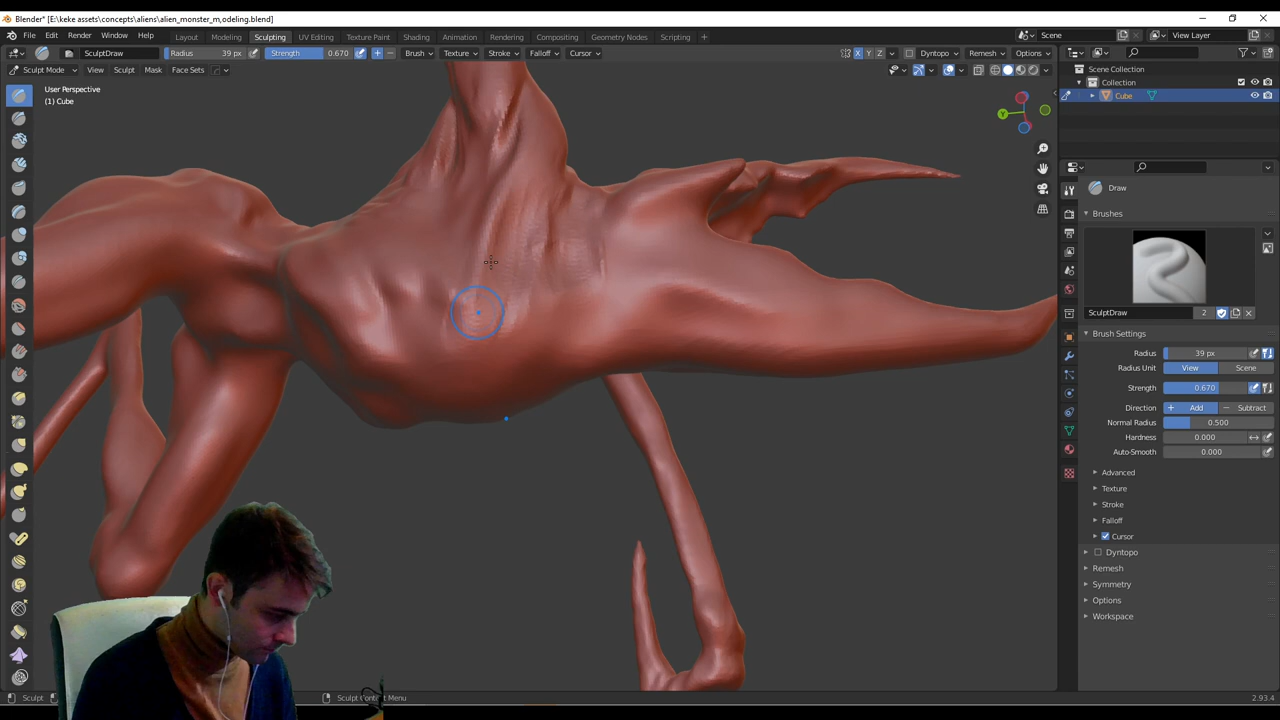 Blender* [E:\keke assets\concepts\aliens\alien_monster_m,odeling.blend]
File Edit Render Window Help Layout Modeling Sculpting UV Editing Texture Paint Shading Animation Rendering Compositing Geometry Nodes Scripting + Scene View Layer
SculptDraw Radius 39 px Strength 0.670 Brush Texture Stroke Falloff Cursor X Y Z Dyntopo Remesh Options
Sculpt Mode View Sculpt Mask Face Sets
Scene Collection
Collection
Cube
User Perspective
(1) Cube
Y
Draw
Brushes
SculptDraw 2
Brush Settings
Radius 39 px
Radius Unit View Scene
Strength 0.670
Direction + Add − Subtract
Normal Radius 0.500
Hardness 0.000
Auto-Smooth 0.000
Advanced
Texture
Stroke
Falloff
Cursor
Dyntopo
Remesh
Symmetry
Options
Workspace
Sculpt Sculpt Context Menu 2.93.4